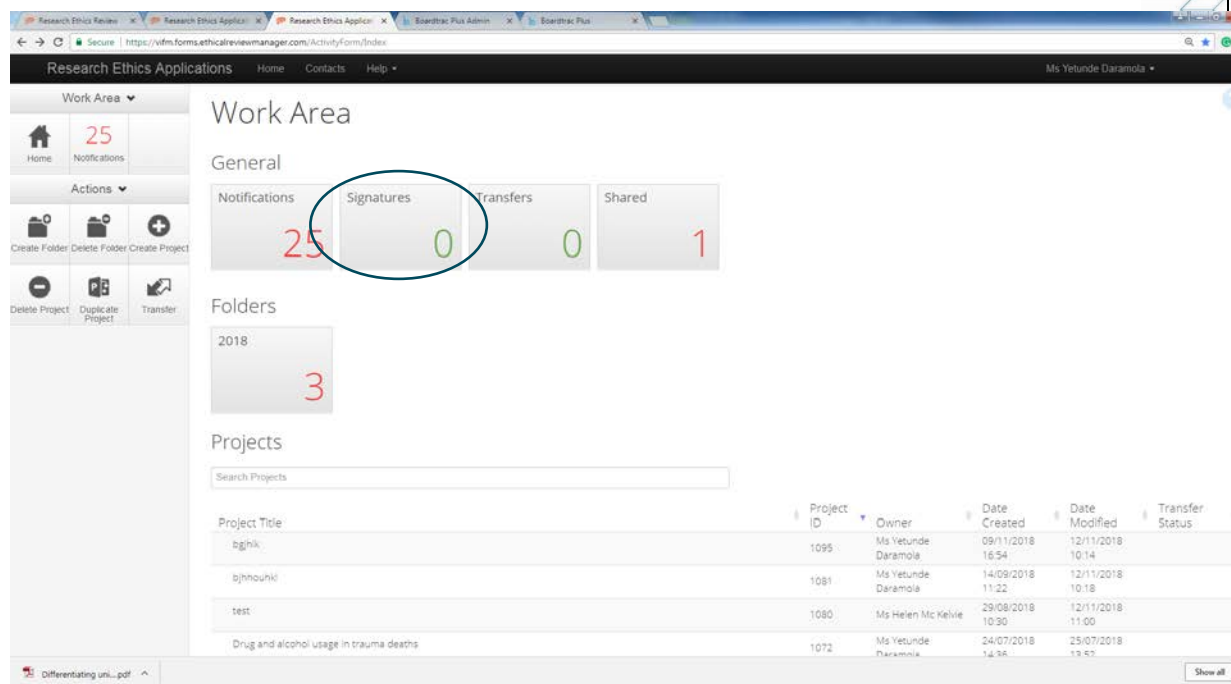 Research Ethics Review Research Ethics Applica Research Ethics Applica Boardtrac Plus Admin Boardtrac Plus
Secure https://vifm.forms.ethicalreviewmanager.com/ActivityForm/Index
Research Ethics Applications Home Contacts Help Ms Yetunde Daramola
Work Area
25
Home Notifications
Actions
Create Folder Delete Folder Create Project
Delete Project Duplicate Project Transfer
Work Area
General
Notifications Signatures Transfers Shared
25 0 0 1
Folders
2018
3
Projects
Search Projects
Project Title Project ID Owner Date Created Date Modified Transfer Status
1095 Ms Yetunde Daramola 09/11/2018 16:54 12/11/2018 10:14
1081 Ms Yetunde Daramola 14/09/2018 11:22 12/11/2018 10:18
test 1080 Ms Helen Mc Kelvie 29/08/2018 10:30 12/11/2018 11:00
Drug and alcohol usage in trauma deaths 1072 Ms Yetunde Daramola 24/07/2018 14:36 25/07/2018 13:52
Differentiating uni....pdf Show all